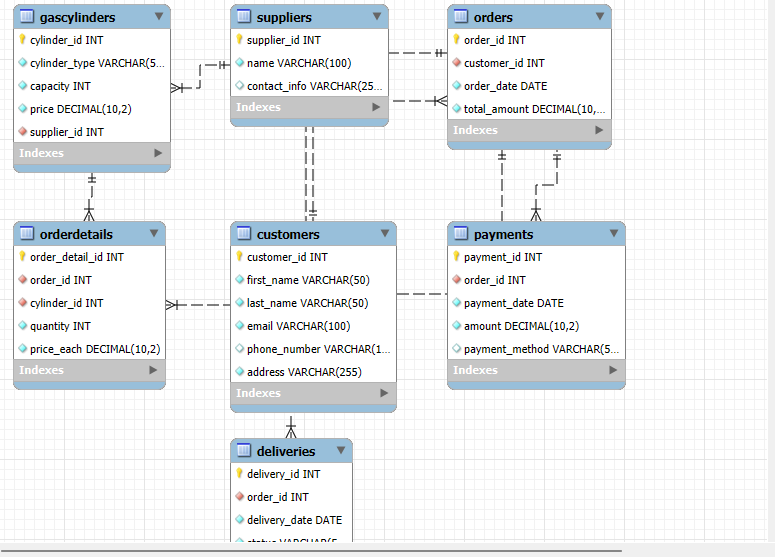 gascylinders
cylinder_id INT
cylinder_type VARCHAR(5...
capacity INT
price DECIMAL(10,2)
supplier_id INT
Indexes
suppliers
supplier_id INT
name VARCHAR(100)
contact_info VARCHAR(25...
Indexes
orders
order_id INT
customer_id INT
order_date DATE
total_amount DECIMAL(10,...
Indexes
orderdetails
order_detail_id INT
order_id INT
cylinder_id INT
quantity INT
price_each DECIMAL(10,2)
Indexes
customers
customer_id INT
first_name VARCHAR(50)
last_name VARCHAR(50)
email VARCHAR(100)
phone_number VARCHAR(1...
address VARCHAR(255)
Indexes
payments
payment_id INT
order_id INT
payment_date DATE
amount DECIMAL(10,2)
payment_method VARCHAR(5...
Indexes
deliveries
delivery_id INT
order_id INT
delivery_date DATE
status VARCHAR(5...